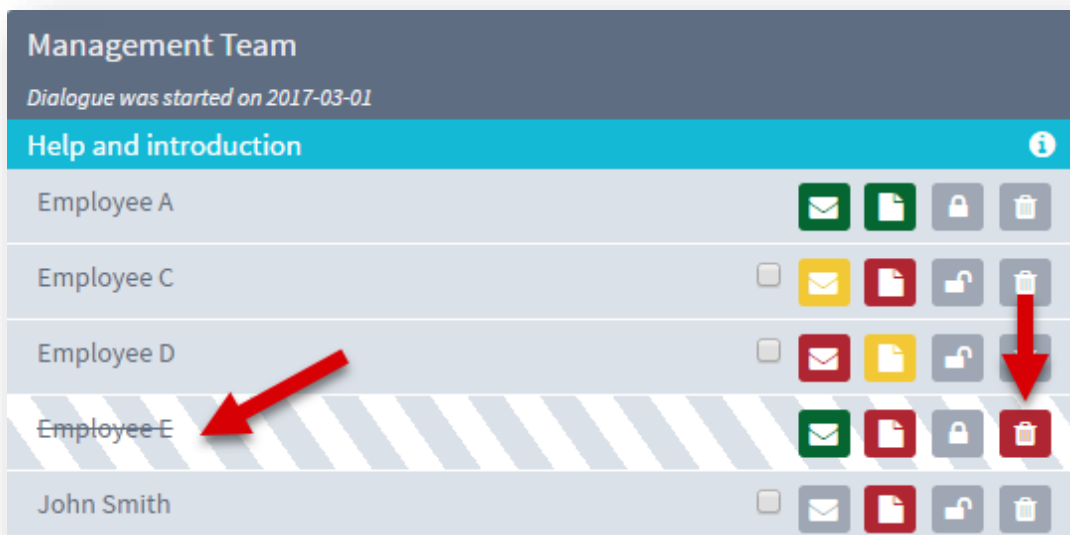 Management Team
Dialogue was started on 2017-03-01
Help and introduction
Employee A
Employee C
Employee D
Employee E
John Smith